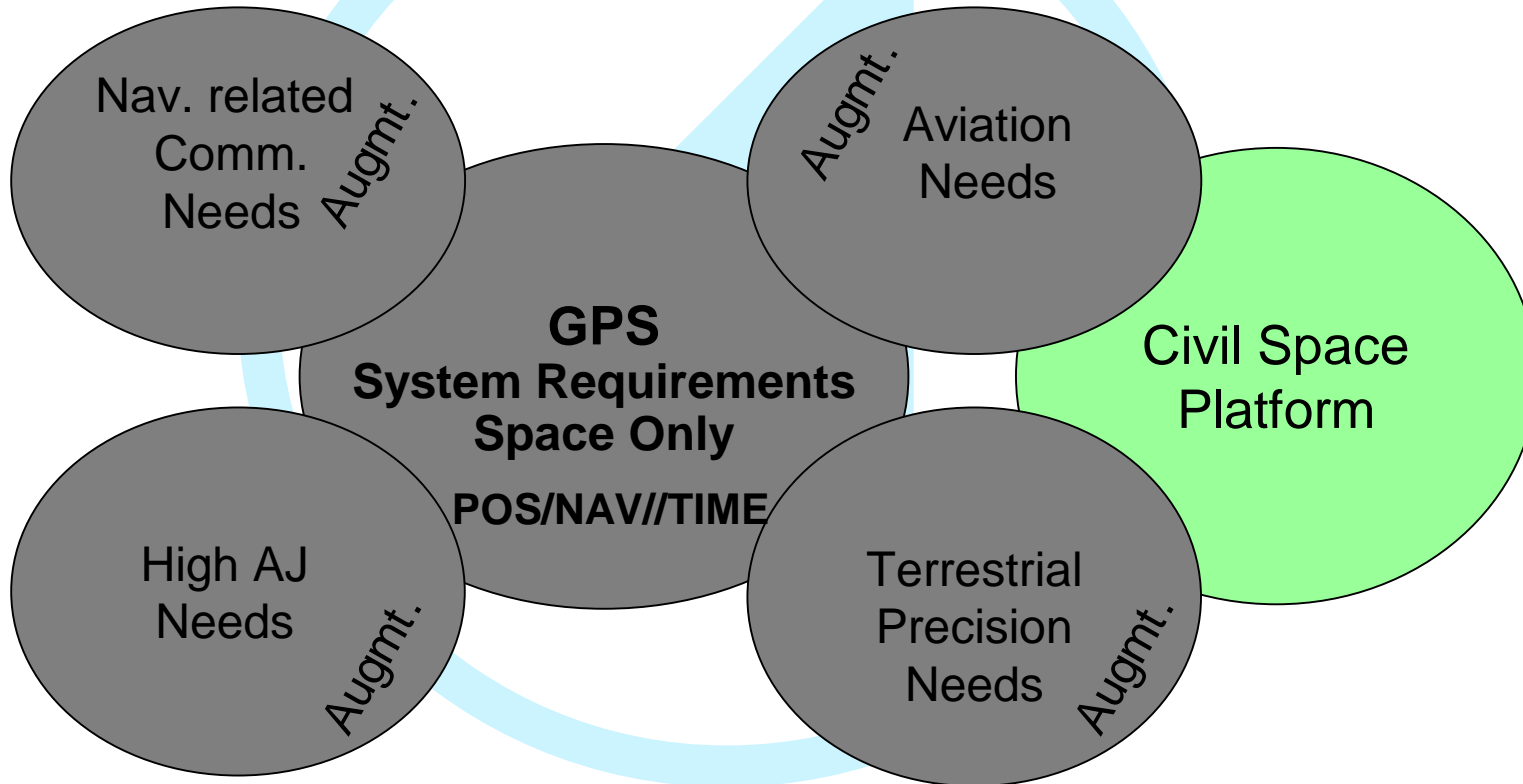 Nav. related
Comm.
Needs
Augmt.
Augmt.
Aviation
Needs
GPS
System Requirements
Space Only
POS/NAV//TIME
Civil Space
Platform
High AJ
Needs
Augmt.
Terrestrial
Precision
Needs
Augmt.